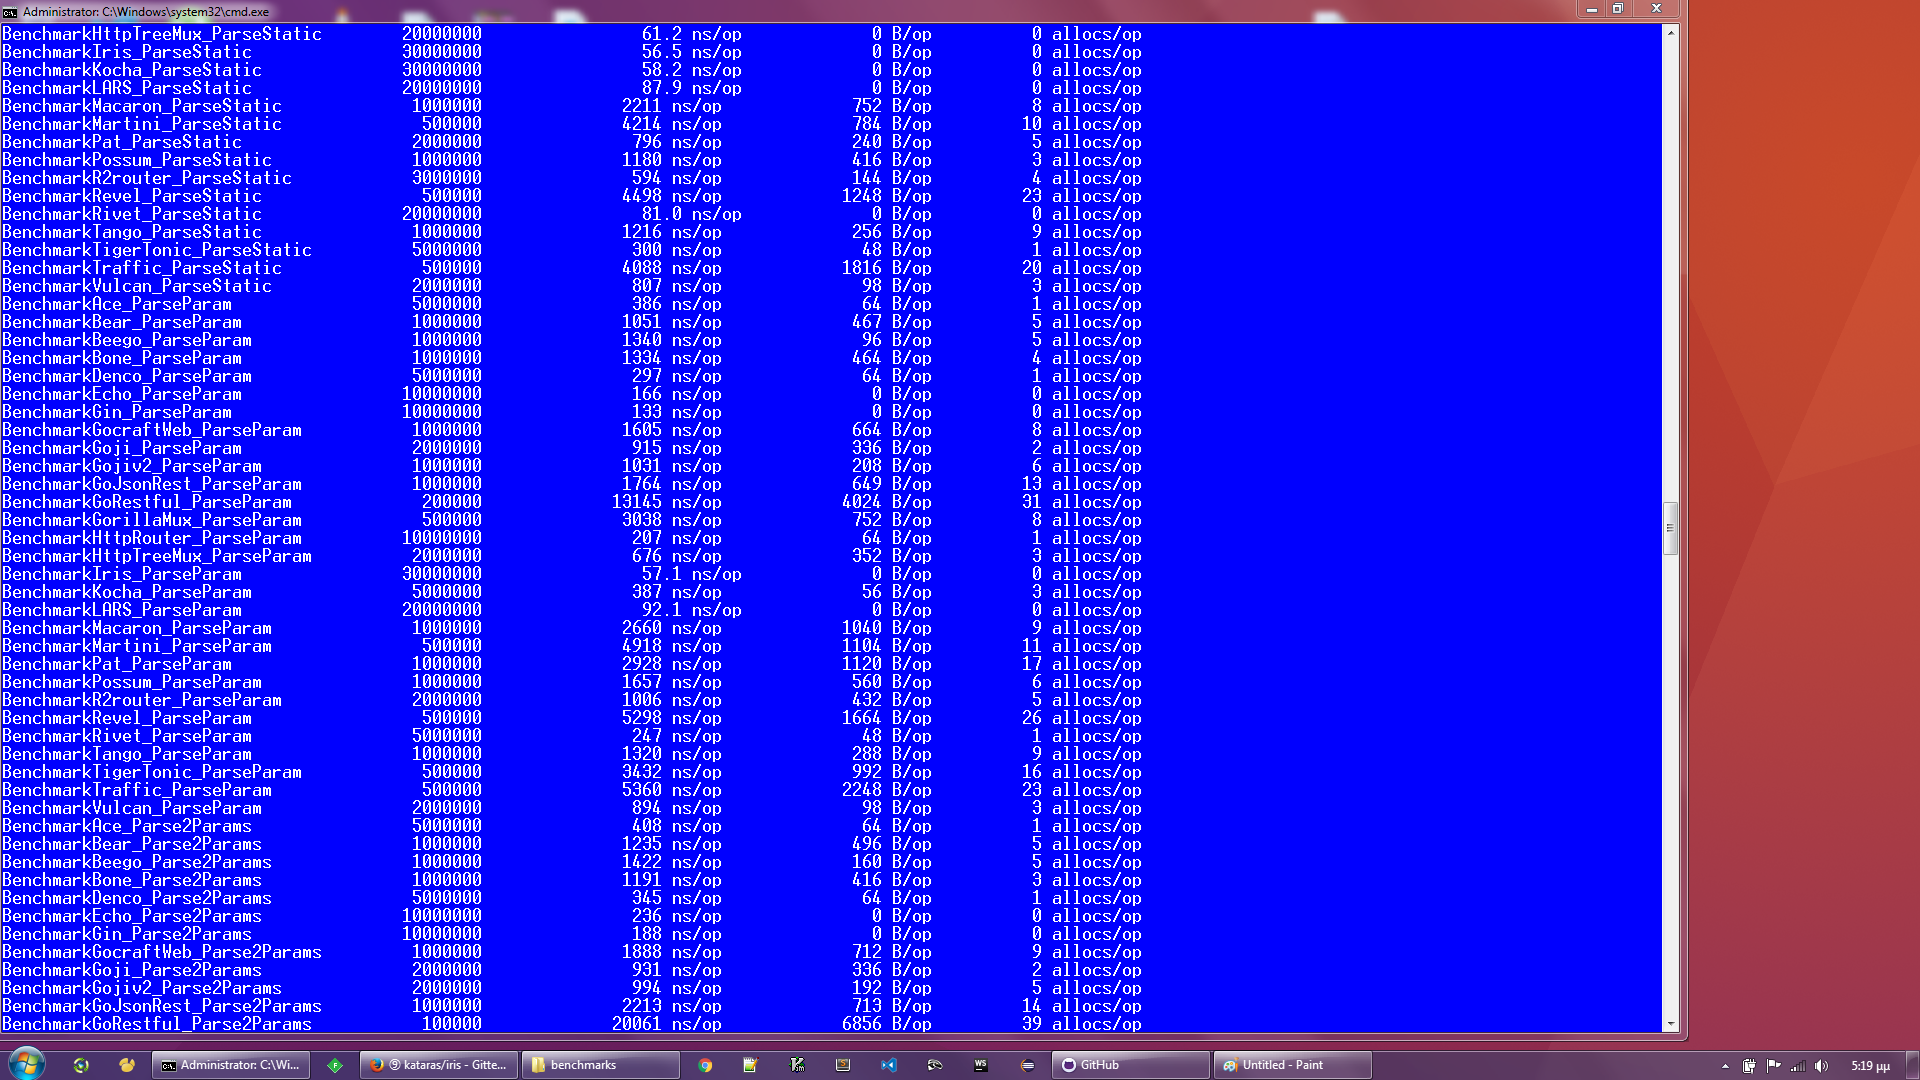 Administrator: C:\Windows\system32\cmd.exe
BenchmarkHttpTreeMux_ParseStatic 20000000 61.2 ns/op 0 B/op 0 allocs/op
BenchmarkIris_ParseStatic 30000000 56.5 ns/op 0 B/op 0 allocs/op
BenchmarkKocha_ParseStatic 30000000 58.2 ns/op 0 B/op 0 allocs/op
BenchmarkLARS_ParseStatic 20000000 87.9 ns/op 0 B/op 0 allocs/op
BenchmarkMacaron_ParseStatic 1000000 2211 ns/op 752 B/op 8 allocs/op
BenchmarkMartini_ParseStatic 500000 4214 ns/op 784 B/op 10 allocs/op
BenchmarkPat_ParseStatic 2000000 796 ns/op 240 B/op 5 allocs/op
BenchmarkPossum_ParseStatic 1000000 1180 ns/op 416 B/op 3 allocs/op
BenchmarkR2router_ParseStatic 3000000 594 ns/op 144 B/op 4 allocs/op
BenchmarkRevel_ParseStatic 500000 4498 ns/op 1248 B/op 23 allocs/op
BenchmarkRivet_ParseStatic 20000000 81.0 ns/op 0 B/op 0 allocs/op
BenchmarkTango_ParseStatic 1000000 1216 ns/op 256 B/op 9 allocs/op
BenchmarkTigerTonic_ParseStatic 5000000 300 ns/op 48 B/op 1 allocs/op
BenchmarkTraffic_ParseStatic 500000 4088 ns/op 1816 B/op 20 allocs/op
BenchmarkVulcan_ParseStatic 2000000 807 ns/op 98 B/op 3 allocs/op
BenchmarkAce_ParseParam 5000000 386 ns/op 64 B/op 1 allocs/op
BenchmarkBear_ParseParam 1000000 1051 ns/op 467 B/op 5 allocs/op
BenchmarkBeego_ParseParam 1000000 1340 ns/op 96 B/op 5 allocs/op
BenchmarkBone_ParseParam 1000000 1334 ns/op 464 B/op 4 allocs/op
BenchmarkDenco_ParseParam 5000000 297 ns/op 64 B/op 1 allocs/op
BenchmarkEcho_ParseParam 10000000 166 ns/op 0 B/op 0 allocs/op
BenchmarkGin_ParseParam 10000000 133 ns/op 0 B/op 0 allocs/op
BenchmarkGocraftWeb_ParseParam 1000000 1605 ns/op 664 B/op 8 allocs/op
BenchmarkGoji_ParseParam 2000000 915 ns/op 336 B/op 2 allocs/op
BenchmarkGojiv2_ParseParam 1000000 1031 ns/op 208 B/op 6 allocs/op
BenchmarkGoJsonRest_ParseParam 1000000 1764 ns/op 649 B/op 13 allocs/op
BenchmarkGoRestful_ParseParam 200000 13145 ns/op 4024 B/op 31 allocs/op
BenchmarkGorillaMux_ParseParam 500000 3038 ns/op 752 B/op 8 allocs/op
BenchmarkHttpRouter_ParseParam 10000000 207 ns/op 64 B/op 1 allocs/op
BenchmarkHttpTreeMux_ParseParam 2000000 676 ns/op 352 B/op 3 allocs/op
BenchmarkIris_ParseParam 30000000 57.1 ns/op 0 B/op 0 allocs/op
BenchmarkKocha_ParseParam 5000000 387 ns/op 56 B/op 3 allocs/op
BenchmarkLARS_ParseParam 20000000 92.1 ns/op 0 B/op 0 allocs/op
BenchmarkMacaron_ParseParam 1000000 2660 ns/op 1040 B/op 9 allocs/op
BenchmarkMartini_ParseParam 500000 4918 ns/op 1104 B/op 11 allocs/op
BenchmarkPat_ParseParam 1000000 2928 ns/op 1120 B/op 17 allocs/op
BenchmarkPossum_ParseParam 1000000 1657 ns/op 560 B/op 6 allocs/op
BenchmarkR2router_ParseParam 2000000 1006 ns/op 432 B/op 5 allocs/op
BenchmarkRevel_ParseParam 500000 5298 ns/op 1664 B/op 26 allocs/op
BenchmarkRivet_ParseParam 5000000 247 ns/op 48 B/op 1 allocs/op
BenchmarkTango_ParseParam 1000000 1320 ns/op 288 B/op 9 allocs/op
BenchmarkTigerTonic_ParseParam 500000 3432 ns/op 992 B/op 16 allocs/op
BenchmarkTraffic_ParseParam 500000 5360 ns/op 2248 B/op 23 allocs/op
BenchmarkVulcan_ParseParam 2000000 894 ns/op 98 B/op 3 allocs/op
BenchmarkAce_Parse2Params 5000000 408 ns/op 64 B/op 1 allocs/op
BenchmarkBear_Parse2Params 1000000 1235 ns/op 496 B/op 5 allocs/op
BenchmarkBeego_Parse2Params 1000000 1422 ns/op 160 B/op 5 allocs/op
BenchmarkBone_Parse2Params 1000000 1191 ns/op 416 B/op 3 allocs/op
BenchmarkDenco_Parse2Params 5000000 345 ns/op 64 B/op 1 allocs/op
BenchmarkEcho_Parse2Params 10000000 236 ns/op 0 B/op 0 allocs/op
BenchmarkGin_Parse2Params 10000000 188 ns/op 0 B/op 0 allocs/op
BenchmarkGocraftWeb_Parse2Params 1000000 1888 ns/op 712 B/op 9 allocs/op
BenchmarkGoji_Parse2Params 2000000 931 ns/op 336 B/op 2 allocs/op
BenchmarkGojiv2_Parse2Params 2000000 994 ns/op 192 B/op 5 allocs/op
BenchmarkGoJsonRest_Parse2Params 1000000 2213 ns/op 713 B/op 14 allocs/op
BenchmarkGoRestful_Parse2Params 100000 20061 ns/op 6856 B/op 39 allocs/op
Administrator: C:\Wi... kataras/iris - Gitte... benchmarks WS GitHub Untitled - Paint 5:19 μμ